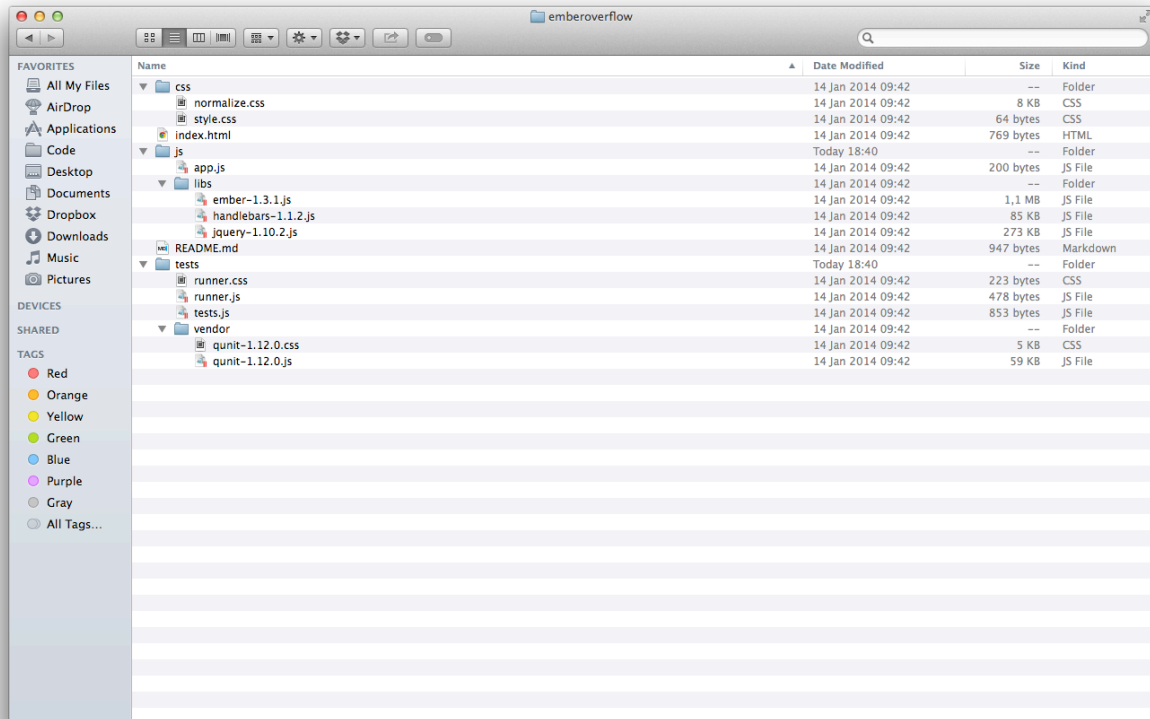 emberoverflow
FAVORITES
All My Files
AirDrop
Applications
Code
Desktop
Documents
Dropbox
Downloads
Music
Pictures
DEVICES
SHARED
TAGS
Red
Orange
Yellow
Green
Blue
Purple
Gray
All Tags...
Name Date Modified Size Kind
css 14 Jan 2014 09:42 -- Folder
normalize.css 14 Jan 2014 09:42 8 KB CSS
style.css 14 Jan 2014 09:42 64 bytes CSS
index.html 14 Jan 2014 09:42 769 bytes HTML
js Today 18:40 -- Folder
app.js 14 Jan 2014 09:42 200 bytes JS File
libs 14 Jan 2014 09:42 -- Folder
ember-1.3.1.js 14 Jan 2014 09:42 1,1 MB JS File
handlebars-1.1.2.js 14 Jan 2014 09:42 85 KB JS File
jquery-1.10.2.js 14 Jan 2014 09:42 273 KB JS File
README.md 14 Jan 2014 09:42 947 bytes Markdown
tests Today 18:40 -- Folder
runner.css 14 Jan 2014 09:42 223 bytes CSS
runner.js 14 Jan 2014 09:42 478 bytes JS File
tests.js 14 Jan 2014 09:42 853 bytes JS File
vendor 14 Jan 2014 09:42 -- Folder
qunit-1.12.0.css 14 Jan 2014 09:42 5 KB CSS
qunit-1.12.0.js 14 Jan 2014 09:42 59 KB JS File